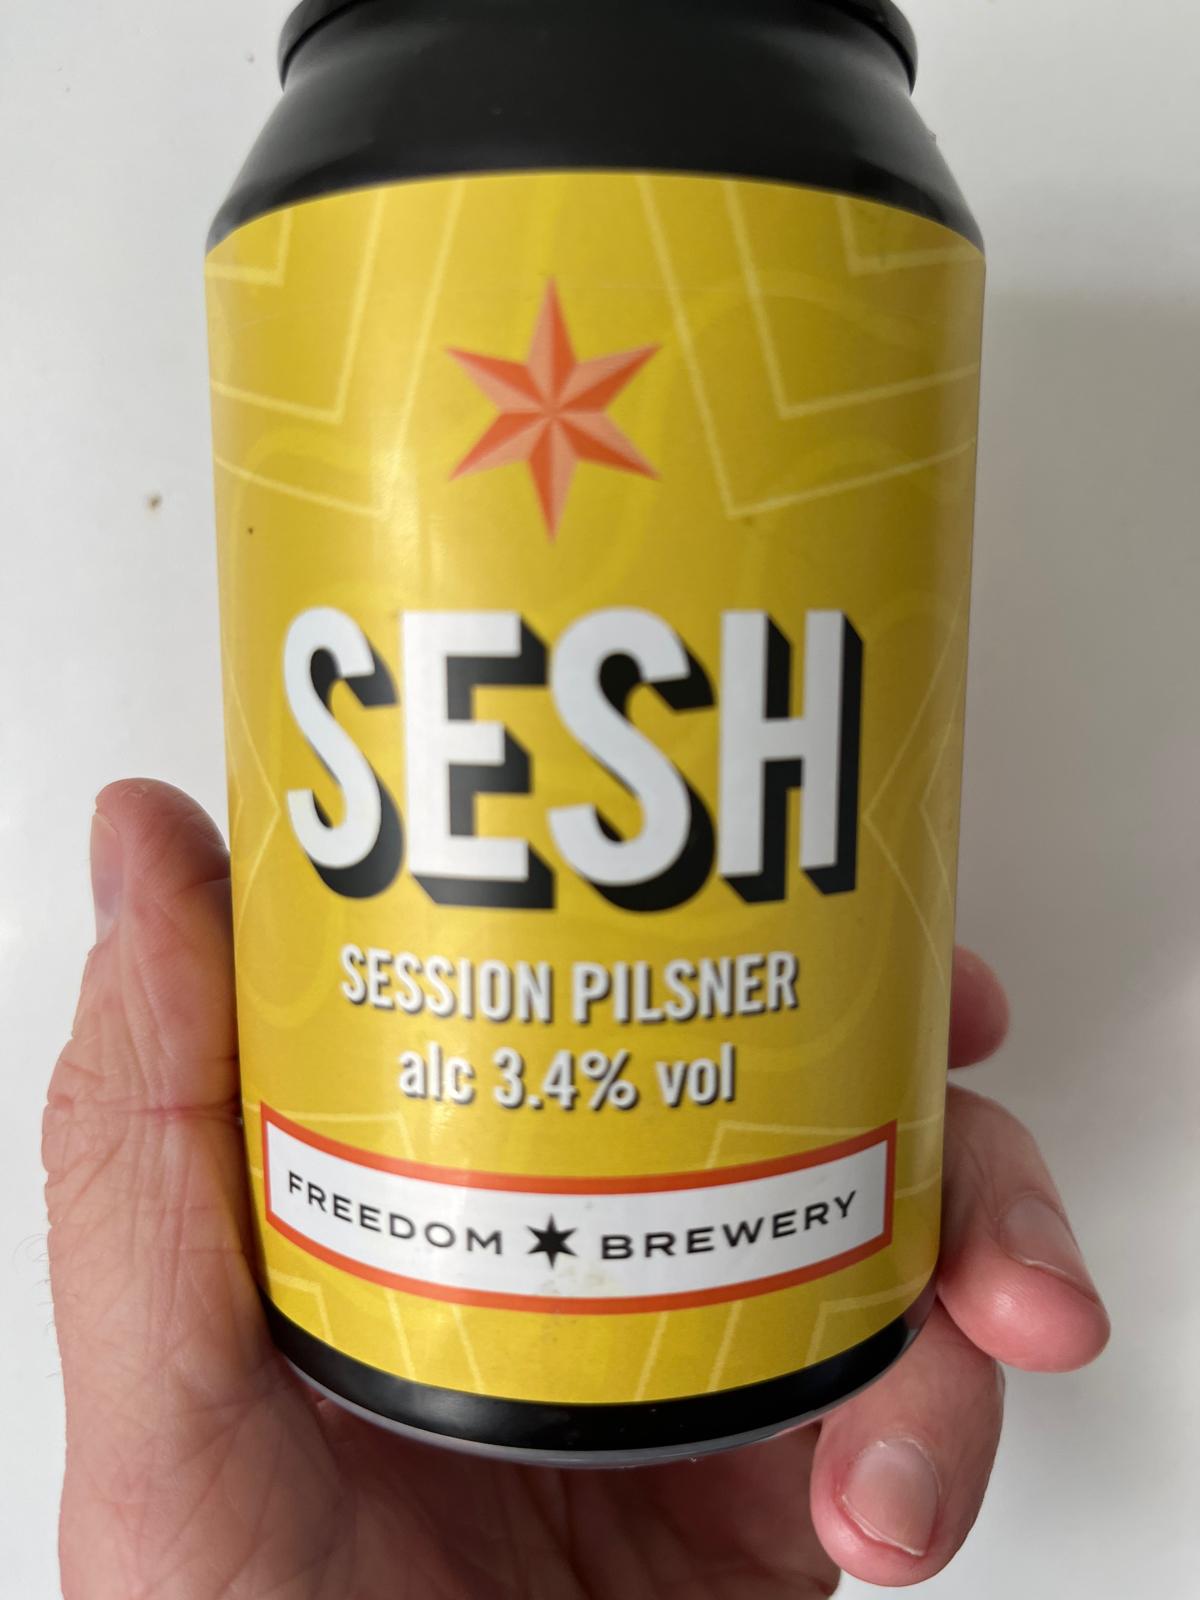 SESH
SESSION PILSNER
alc 3.4% vol
FREEDOM BREWERY